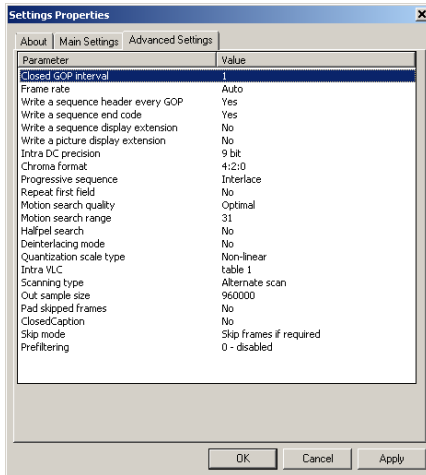 Settings Properties
About Main Settings Advanced Settings
Parameter Value
Closed GOP interval 1
Frame rate Auto
Write a sequence header every GOP Yes
Write a sequence end code Yes
Write a sequence display extension No
Write a picture display extension No
Intra DC precision 9 bit
Chroma format 4:2:0
Progressive sequence Interlace
Repeat first field No
Motion search quality Optimal
Motion search range 31
Halfpel search No
Deinterlacing mode No
Quantization scale type Non-linear
Intra VLC table 1
Scanning type Alternate scan
Out sample size 960000
Pad skipped frames No
ClosedCaption No
Skip mode Skip frames if required
Prefiltering 0 - disabled
OK Cancel Apply